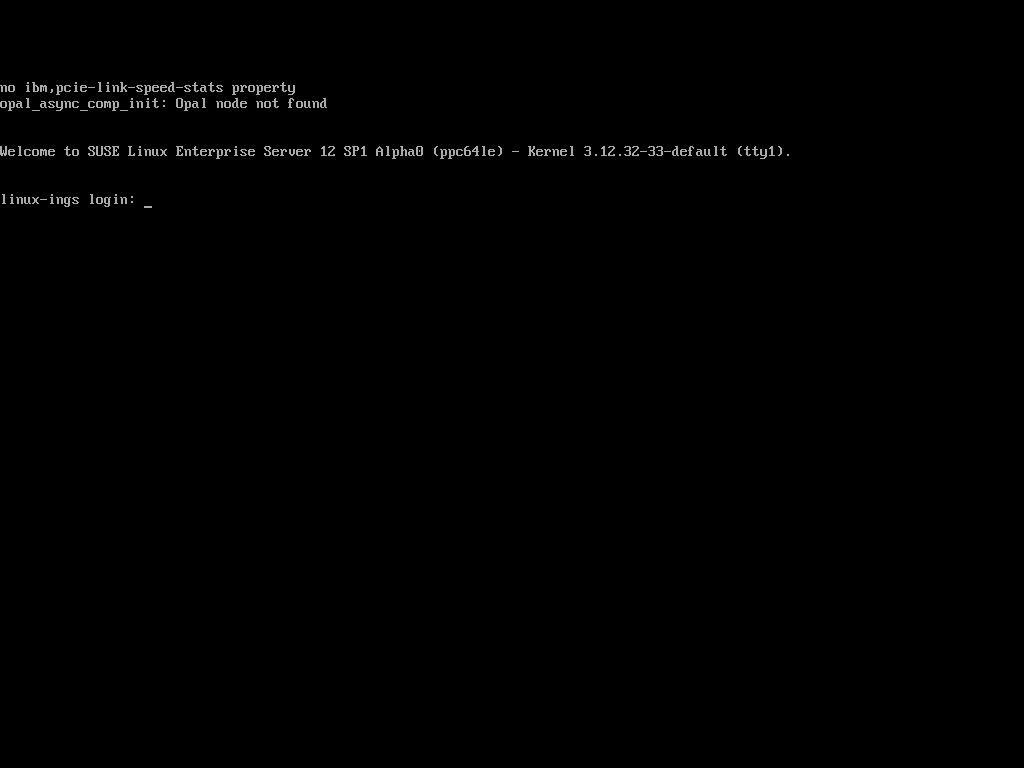 no ibm,pcie-link-speed-stats property
opal_async_comp_init: Opal node not found
Welcome to SUSE Linux Enterprise Server 12 SP1 Alpha0 (ppc64le) - Kernel 3.12.32-33-default (tty1).
linux-ings login: _